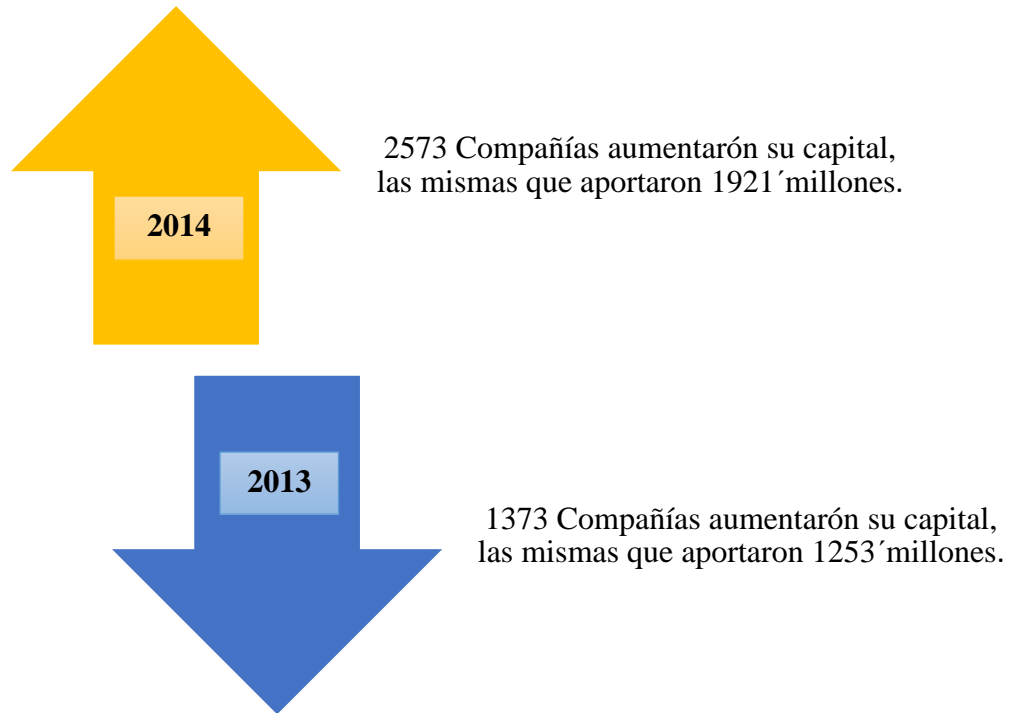 2573 Compañías aumentarón su capital,
las mismas que aportaron 1921´millones.
2014
2013
1373 Compañías aumentarón su capital,
las mismas que aportaron 1253´millones.